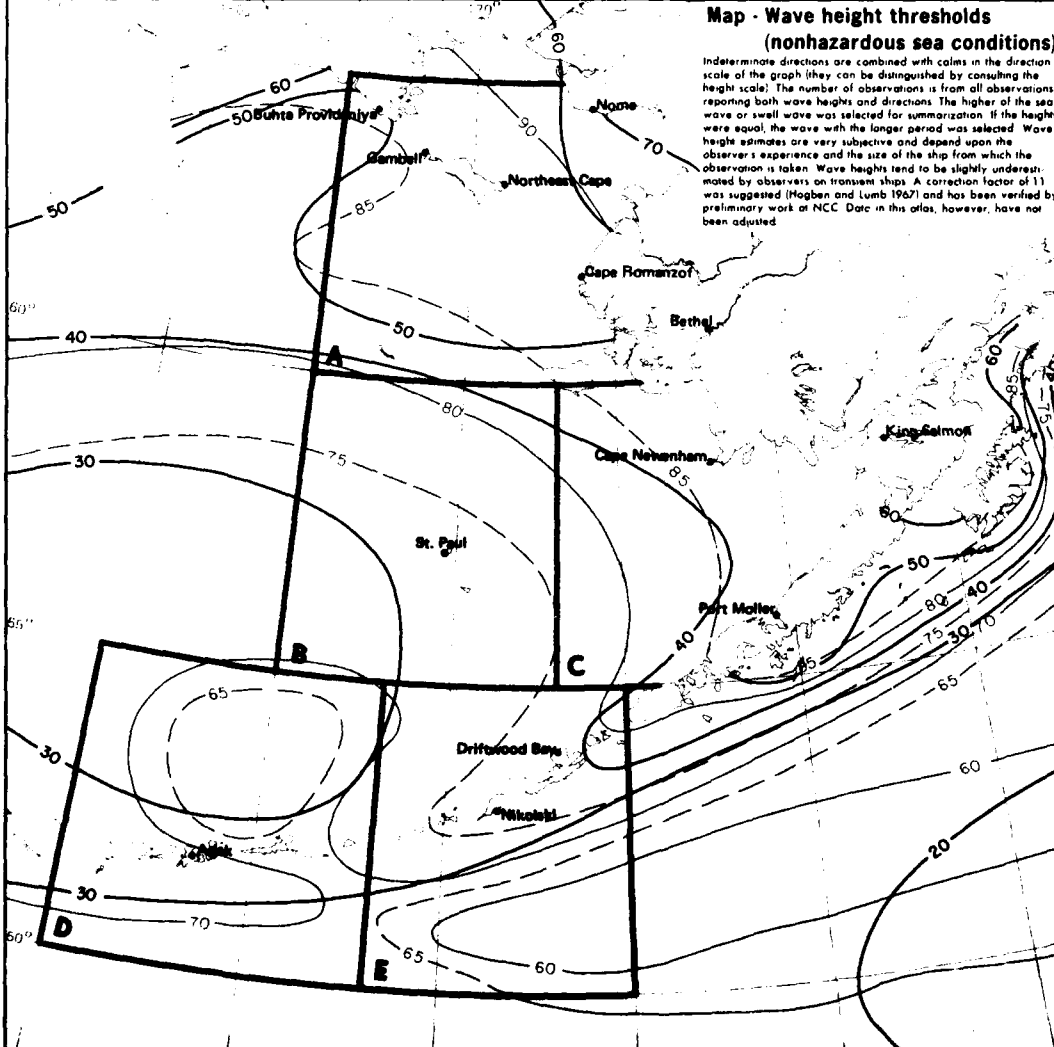 Map - Wave height thresholds
(nonhazardous sea conditions)
Indeterminate directions are combined with calms in the direction
scale of the graph (they can be distinguished by consulting the
height scale) The number of observations is from all observations
reporting both wave heights and directions The higher of the sea
wave or swell wave was selected for summarization If the heights
were equal, the wave with the longer period was selected Wave
height estimates are very subjective and depend upon the
observer s experience and the size of the ship from which the
observation is taken Wave heights tend to be slightly underesti-
mated by observers on transient ships A correction factor of 11
was suggested (Hogben and Lumb 1967) and has been verified by
preliminary work at NCC Date in this atlas, however, have not
been adjusted
60
60
50 Buhta Provideniya
Nome
90
70
Gambell
Northeast Cape
50
85
Cape Romanzof
60°
Bethel
50
40
A
60
85
75
80
King Salmon
30
75
Cape Newenham
85
60
St. Paul
50
40
80
Port Moller
55°
75
30
70
B
C
40
85
65
65
30
Driftwood Bay
60
Nikolski
20
Adak
30
70
D
65
60
E